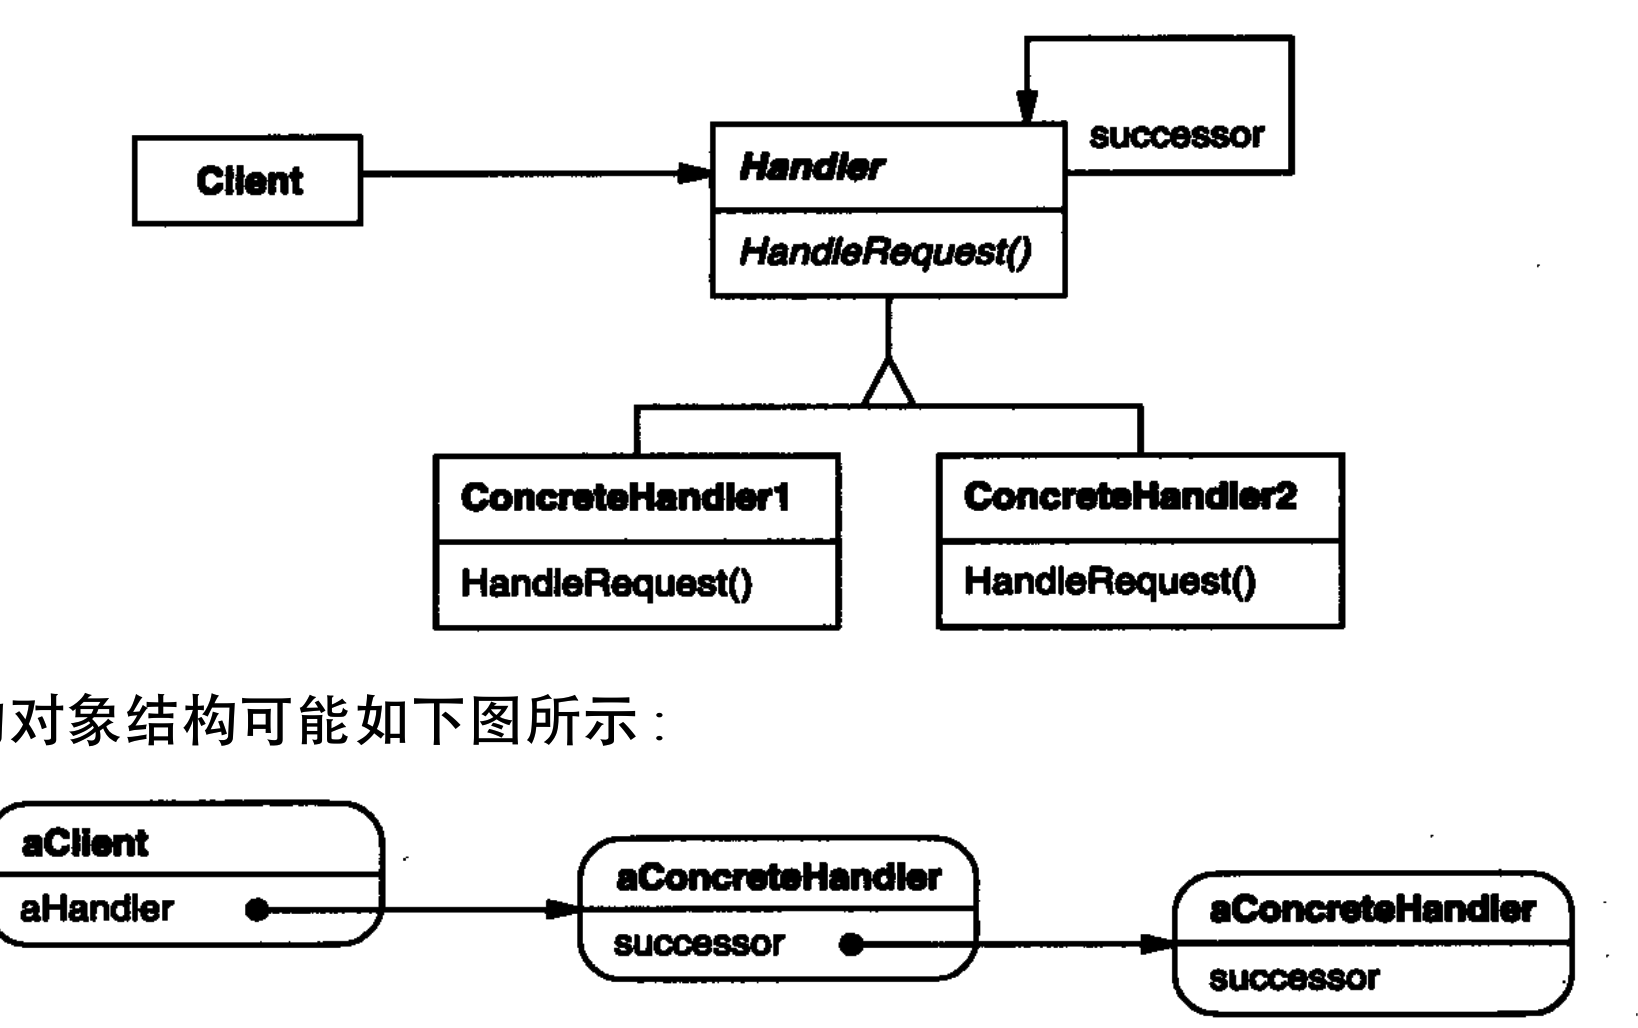 successor
Client
Handler
HandleRequest()
ConcreteHandler1
ConcreteHandler2
HandleRequest()
HandleRequest()
对象结构可能如下图所示:
aClient
aHandler
aConcreteHandler
successor
aConcreteHandler
successor